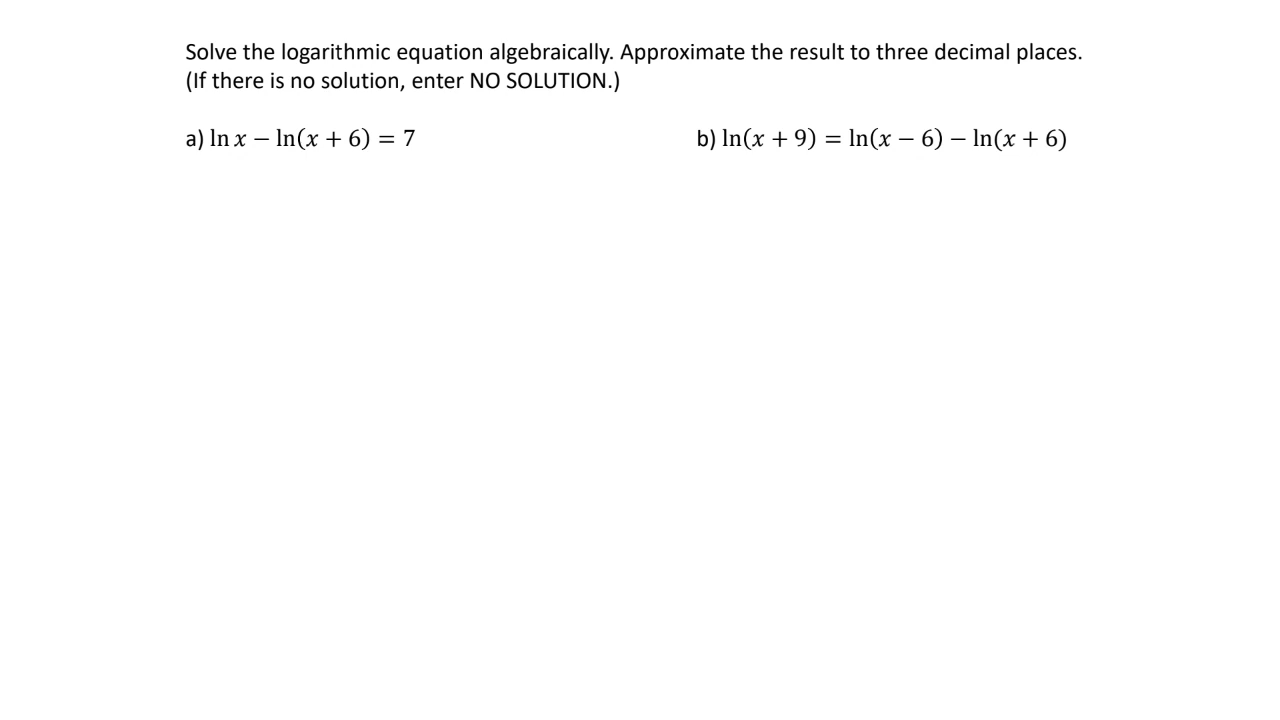 Solve the logarithmic equation algebraically. Approximate the result to three decimal places.
(If there is no solution, enter NO SOLUTION.)
a) ln x − ln(x + 6) = 7
b) ln(x + 9) = ln(x − 6) − ln(x + 6)